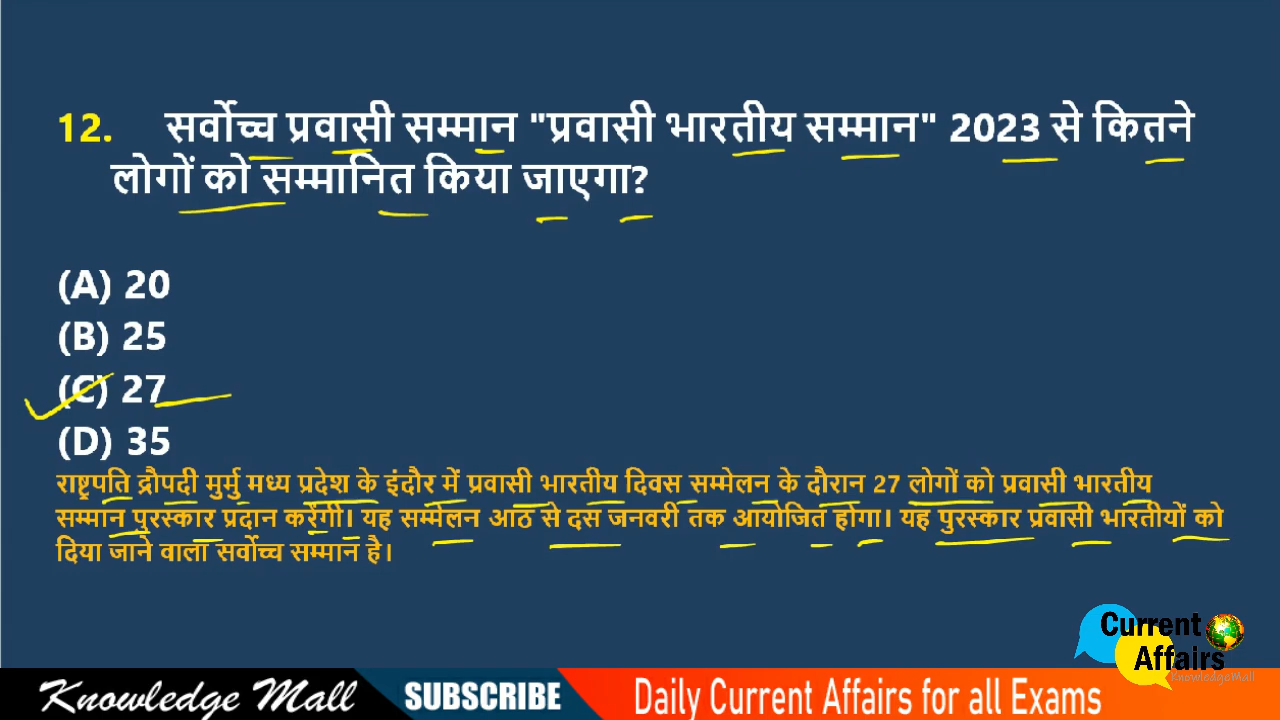 12. सर्वोच्च प्रवासी सम्मान "प्रवासी भारतीय सम्मान" 2023 से कितने
लोगों को सम्मानित किया जाएगा?
(A) 20
(B) 25
(C) 27
(D) 35
राष्ट्रपति द्रौपदी मुर्मु मध्य प्रदेश के इंदौर में प्रवासी भारतीय दिवस सम्मेलन के दौरान 27 लोगों को प्रवासी भारतीय
सम्मान पुरस्कार प्रदान करेंगी। यह सम्मेलन आठ से दस जनवरी तक आयोजित होगा। यह पुरस्कार प्रवासी भारतीयों को
दिया जाने वाला सर्वोच्च सम्मान है।
Current
Affairs
KnowledgeMall
Knowledge Mall SUBSCRIBE Daily Current Affairs for all Exams